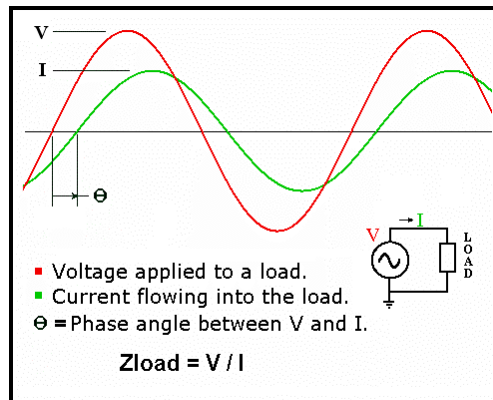 V
I
Θ
I
V
LOAD
Voltage applied to a load.
Current flowing into the load.
Θ = Phase angle between V and I.
Zload = V / I